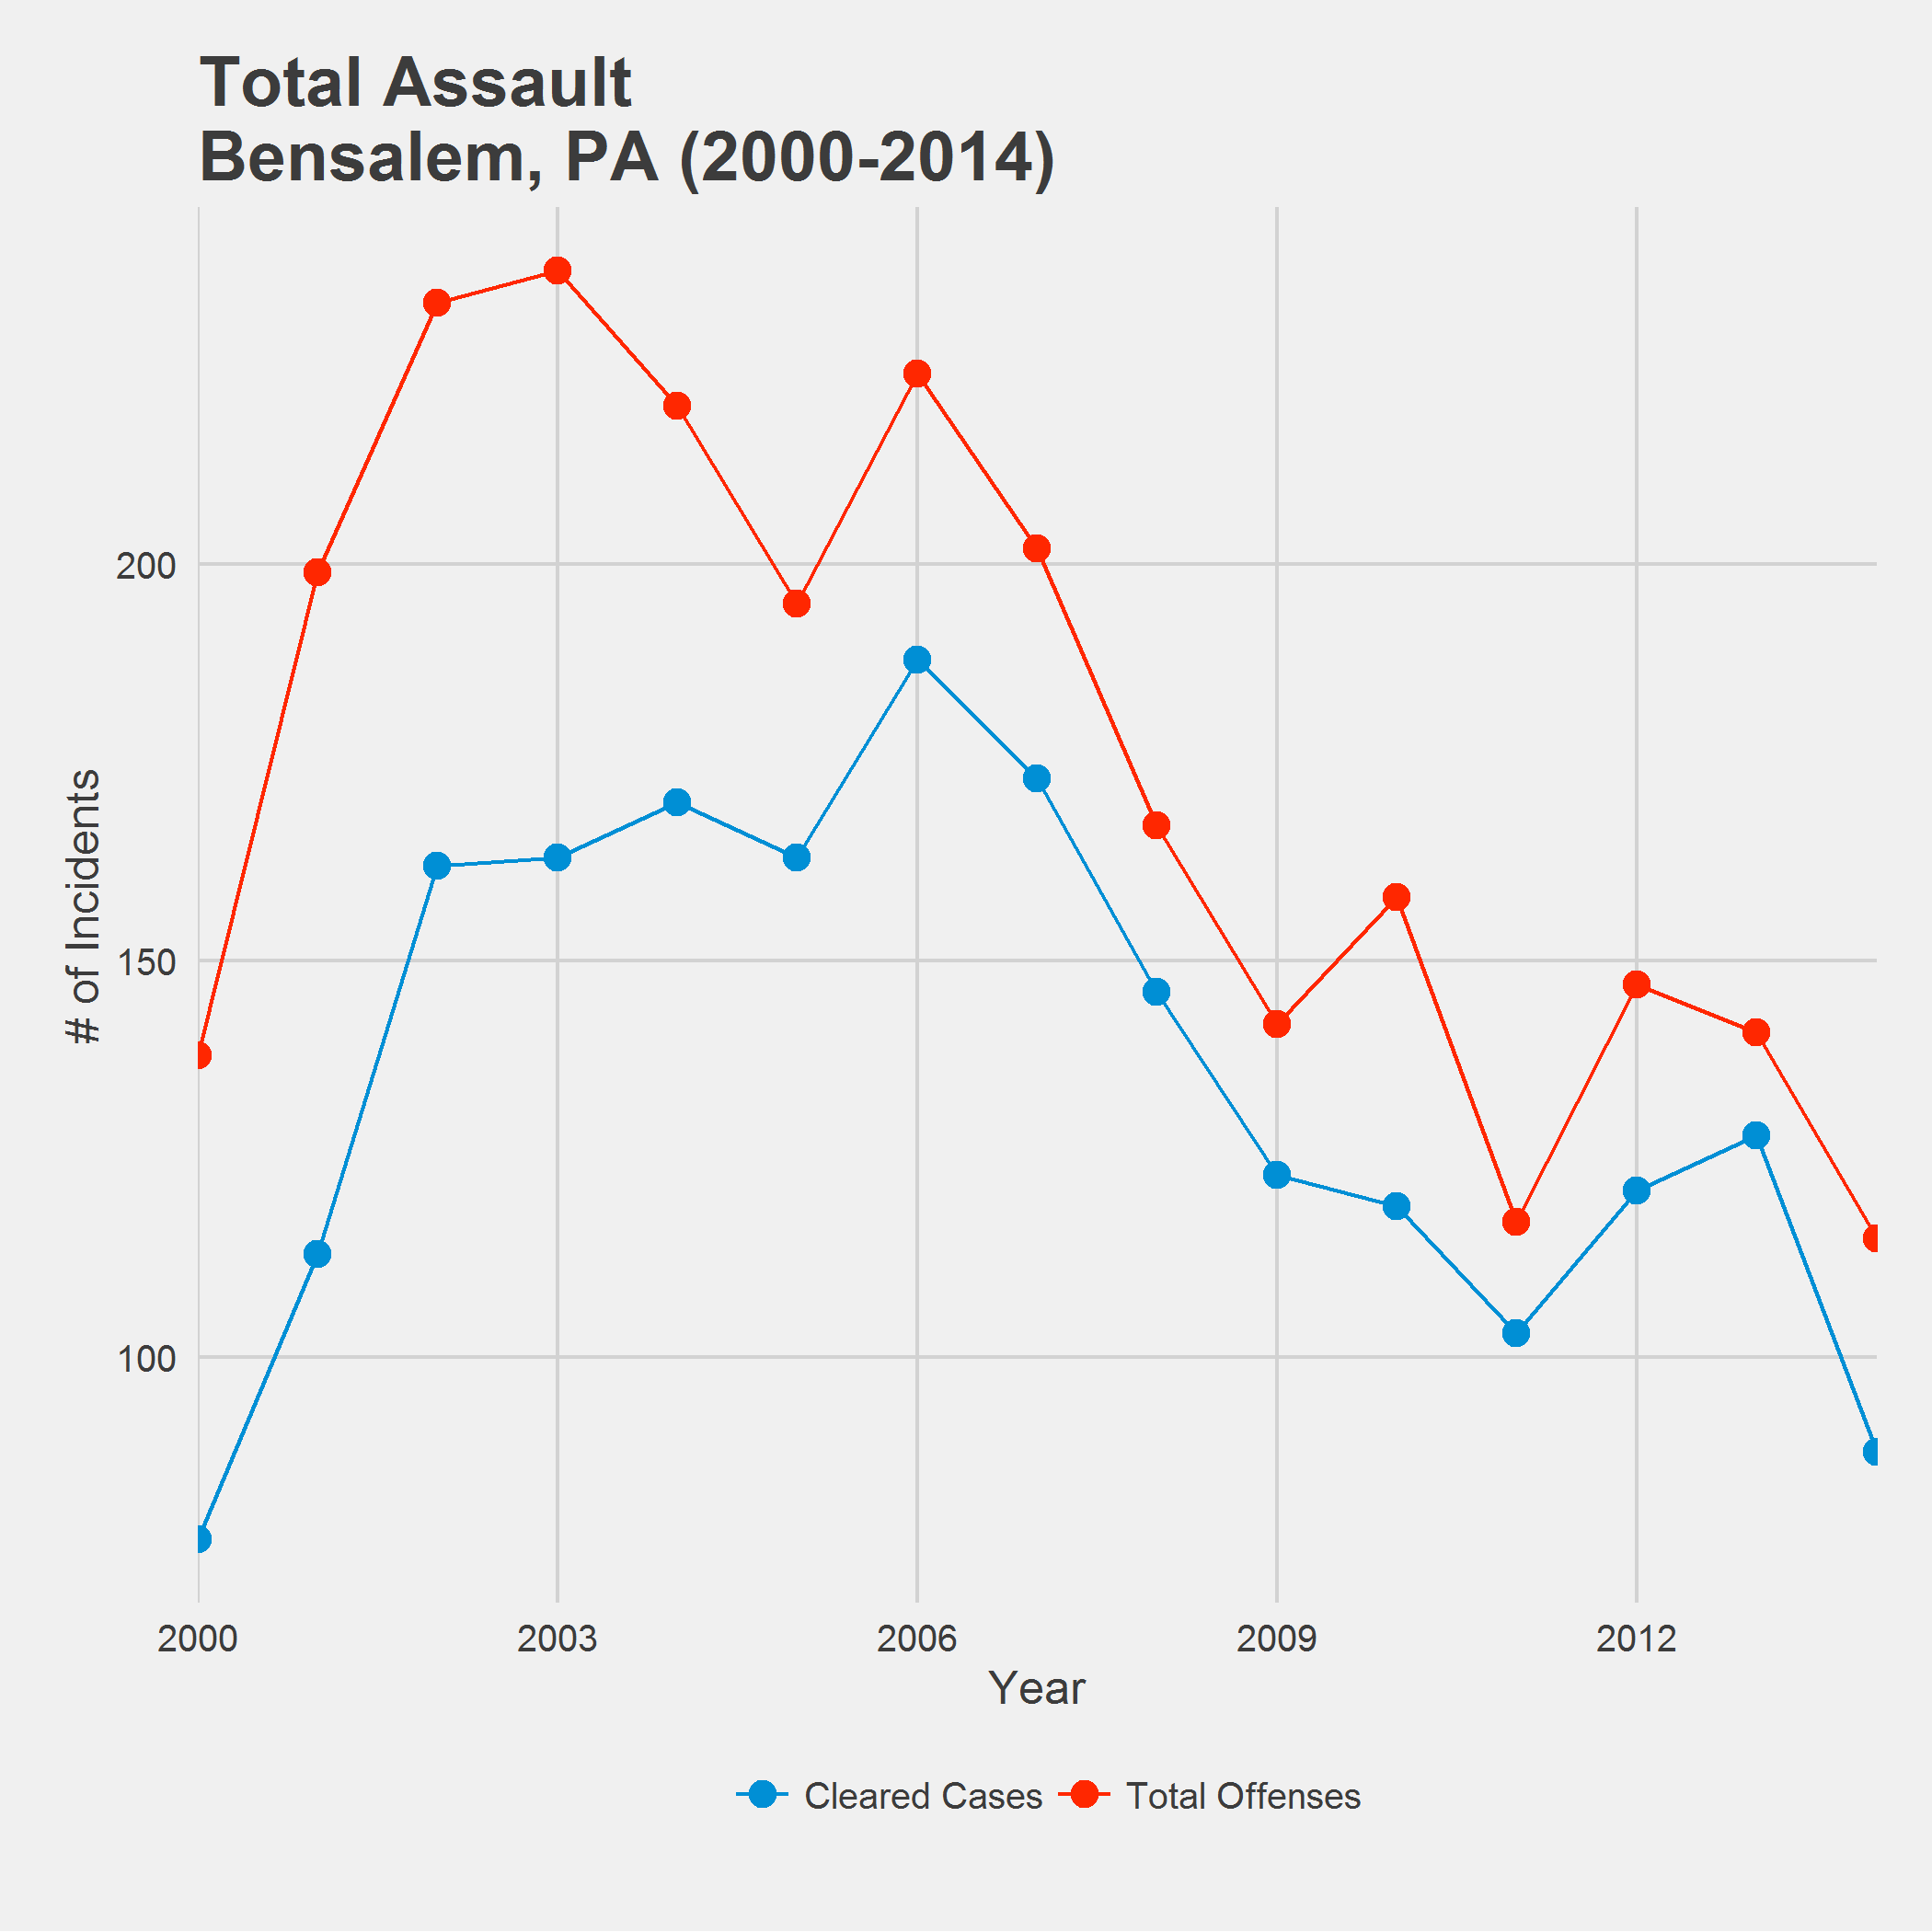 Total Assault
Bensalem, PA (2000-2014)
# of Incidents
200
150
100
2000 2003 2006 2009 2012
Year
Cleared Cases Total Offenses